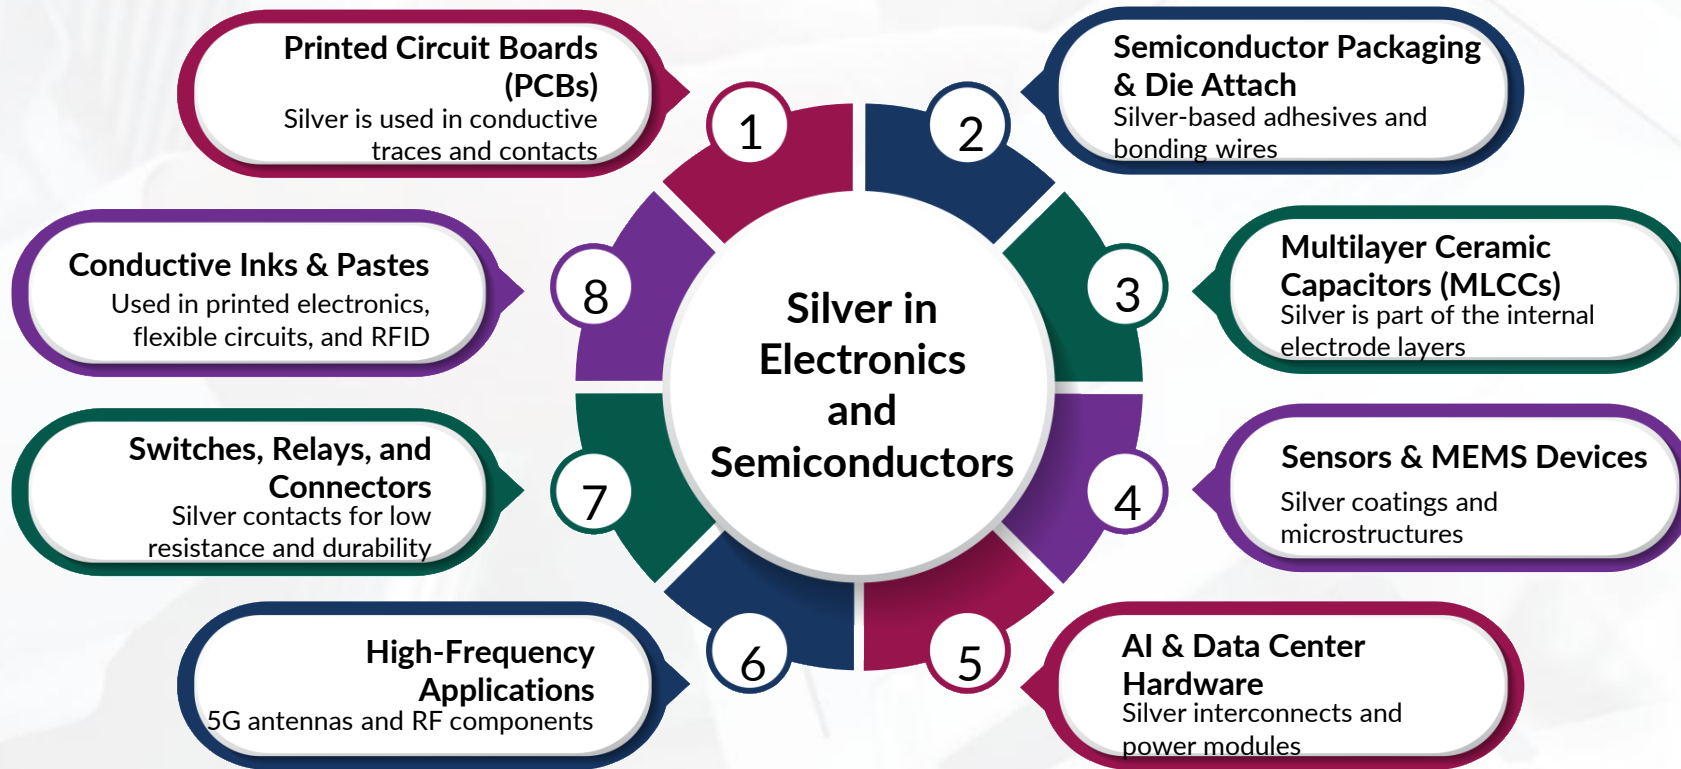 Printed Circuit Boards
(PCBs)
Silver is used in conductive
traces and contacts
1
2
Semiconductor Packaging
& Die Attach
Silver-based adhesives and
bonding wires
Conductive Inks & Pastes
Used in printed electronics,
flexible circuits, and RFID
8
3
Multilayer Ceramic
Capacitors (MLCCs)
Silver is part of the internal
electrode layers
Silver in
Electronics
and
Semiconductors
Switches, Relays, and
Connectors
Silver contacts for low
resistance and durability
7
4
Sensors & MEMS Devices
Silver coatings and
microstructures
High-Frequency
Applications
5G antennas and RF components
6
5
AI & Data Center
Hardware
Silver interconnects and
power modules